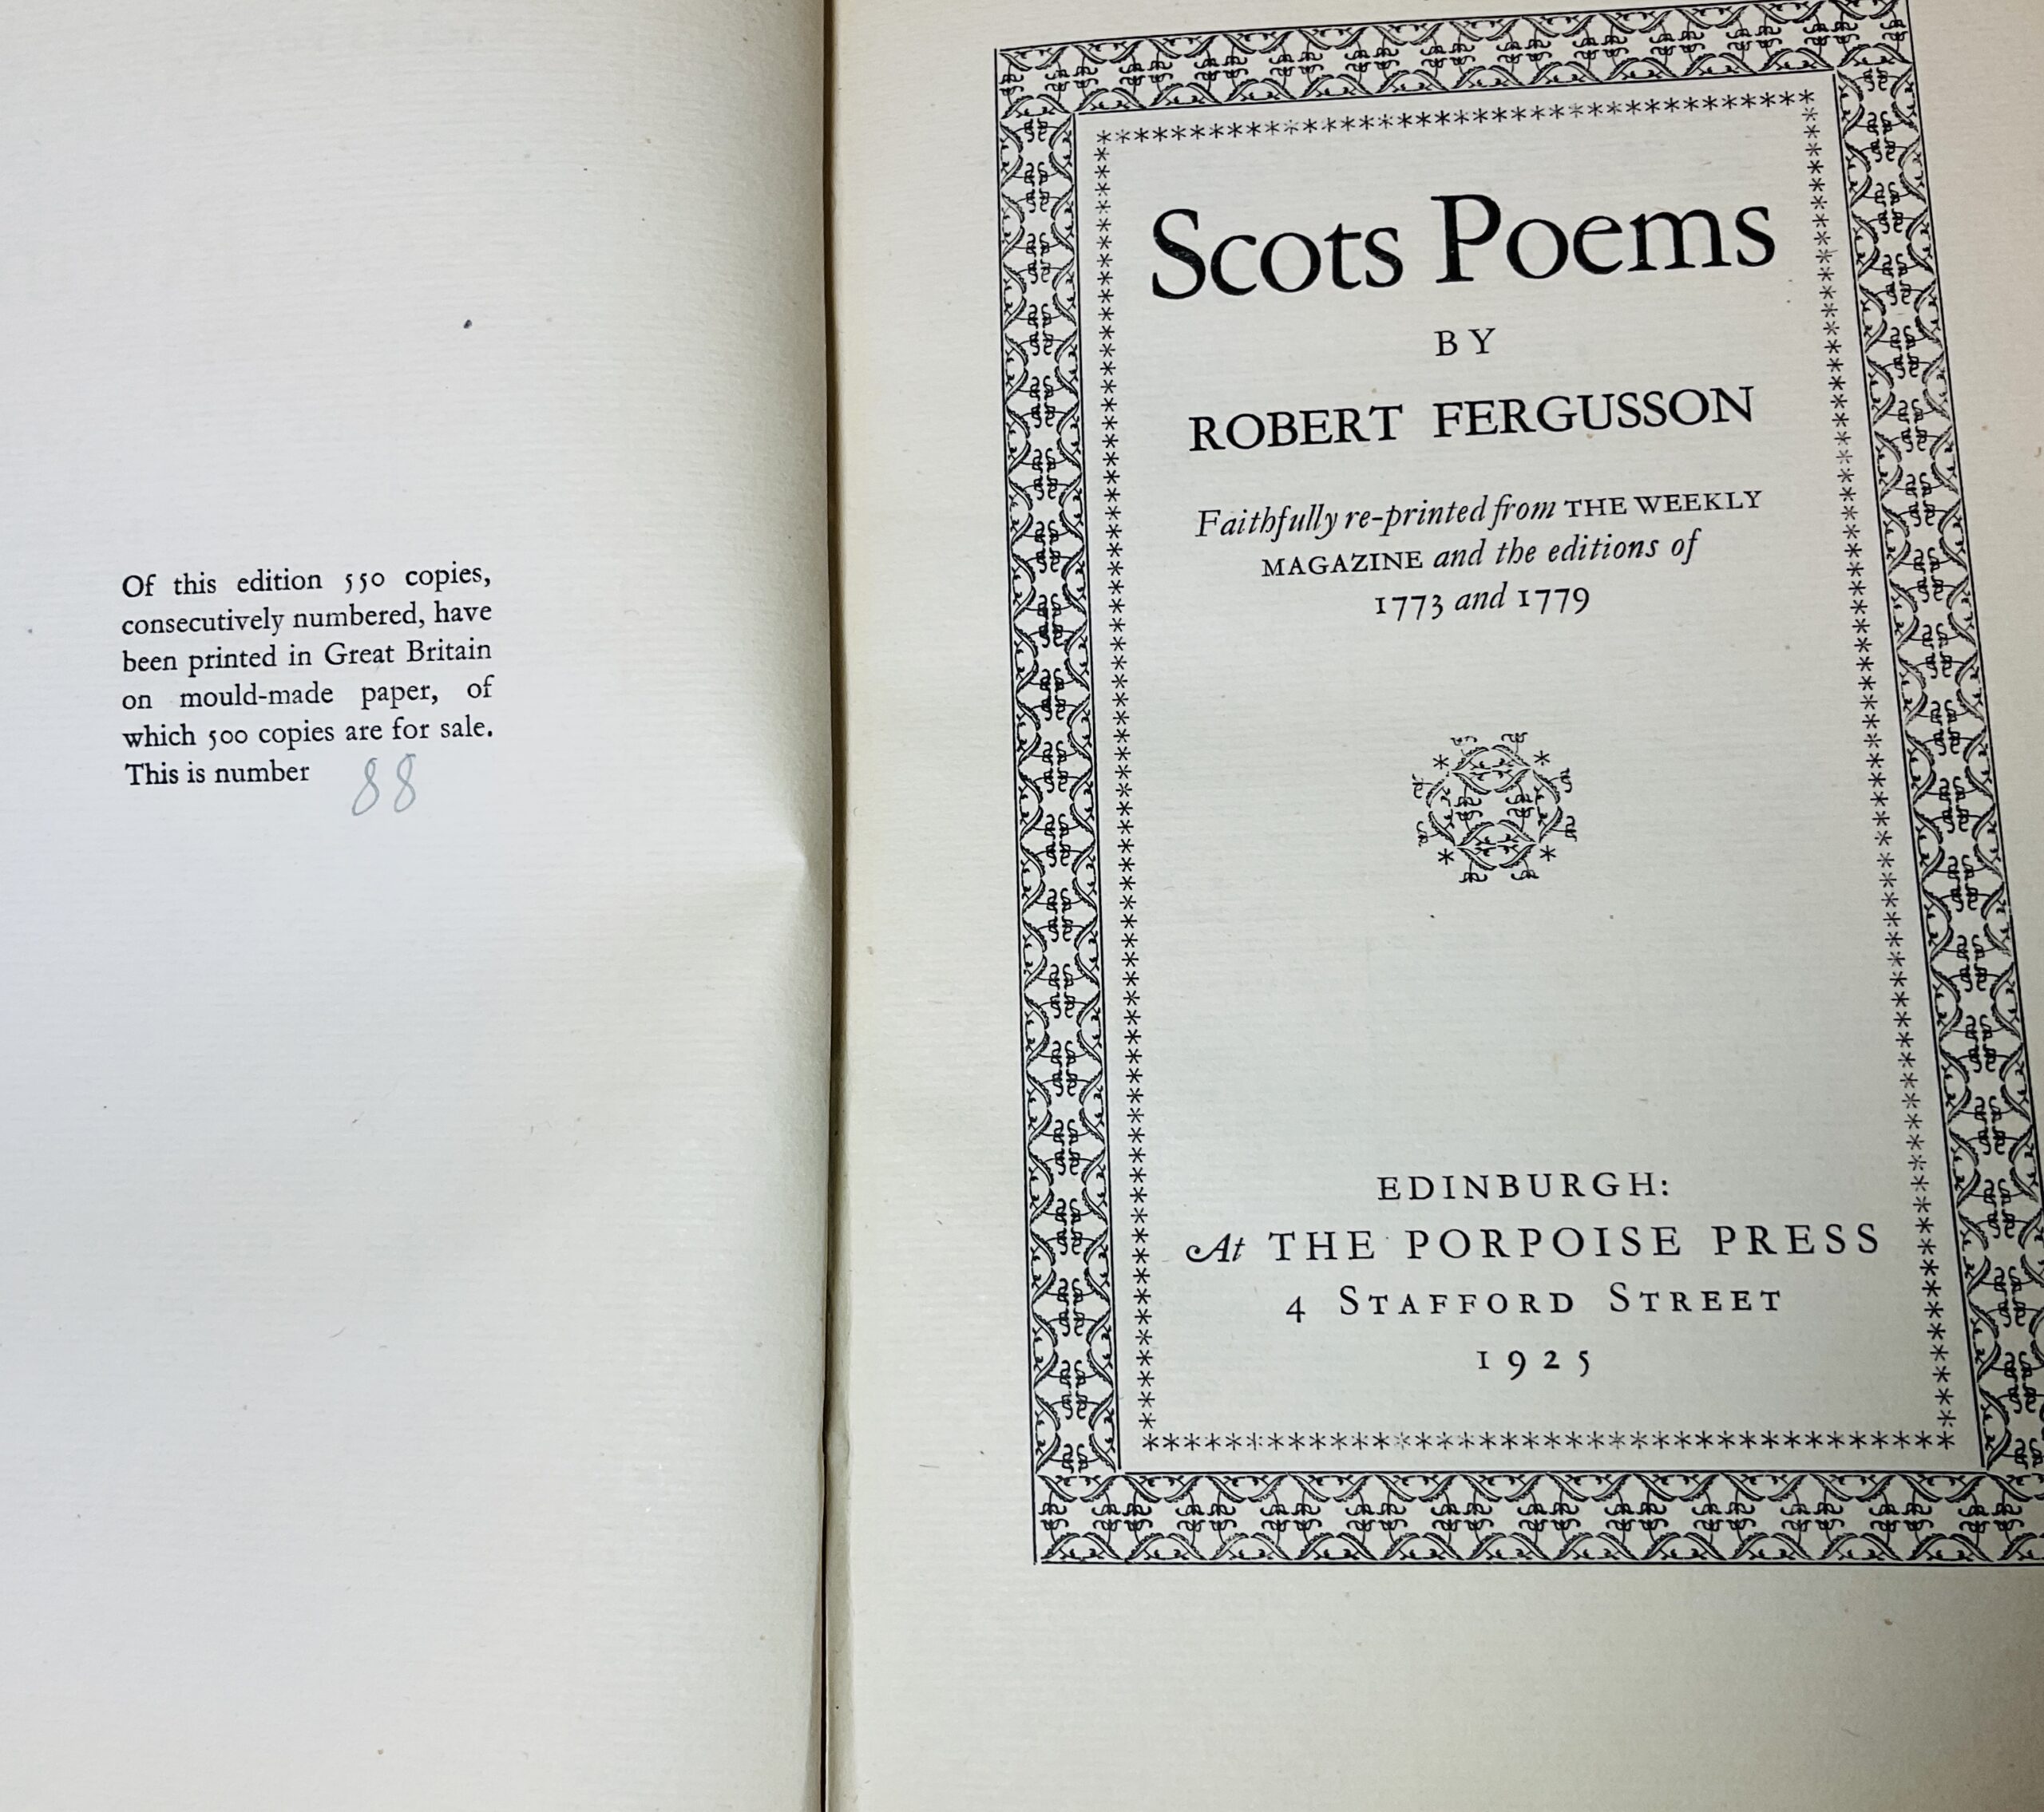 Of this edition 550 copies,
consecutively numbered, have
been printed in Great Britain
on mould-made paper, of
which 500 copies are for sale.
This is number 88
Scots Poems
BY
ROBERT FERGUSSON
Faithfully re-printed from THE WEEKLY
MAGAZINE and the editions of
1773 and 1779
EDINBURGH:
At THE PORPOISE PRESS
4 STAFFORD STREET
1925